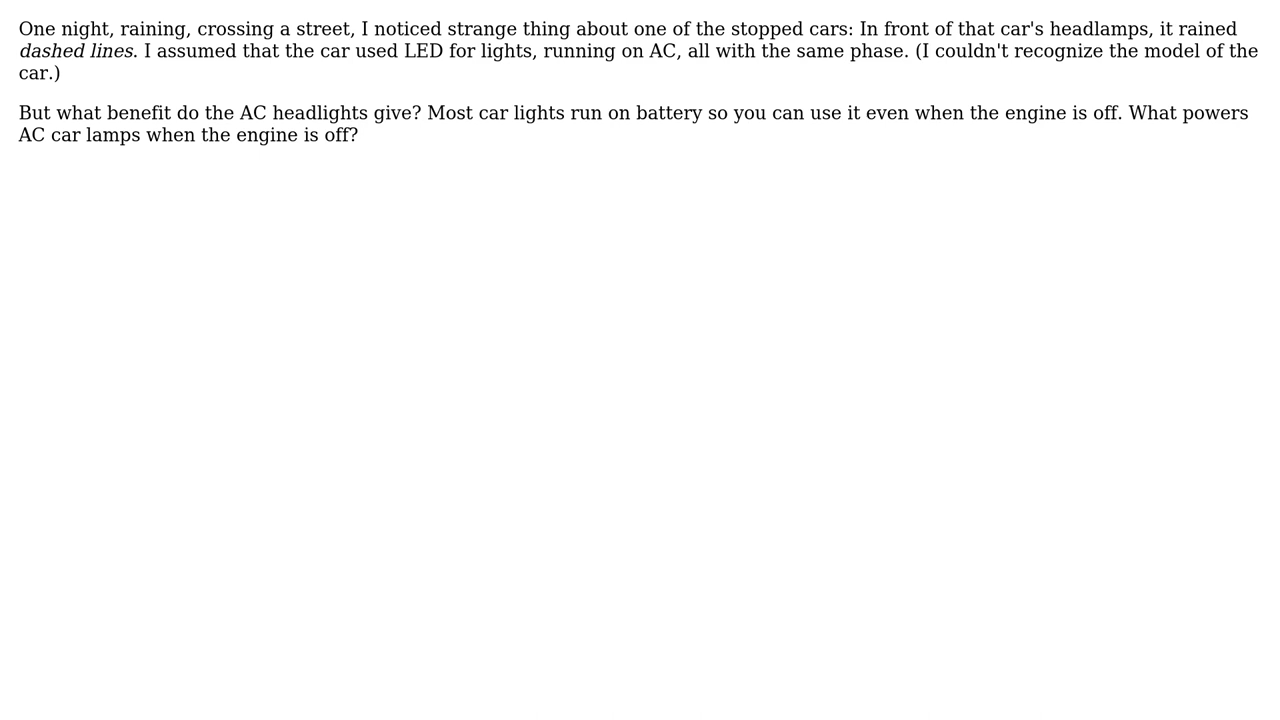 One night, raining, crossing a street, I noticed strange thing about one of the stopped cars: In front of that car's headlamps, it rained
dashed lines. I assumed that the car used LED for lights, running on AC, all with the same phase. (I couldn't recognize the model of the
car.)
But what benefit do the AC headlights give? Most car lights run on battery so you can use it even when the engine is off. What powers
AC car lamps when the engine is off?